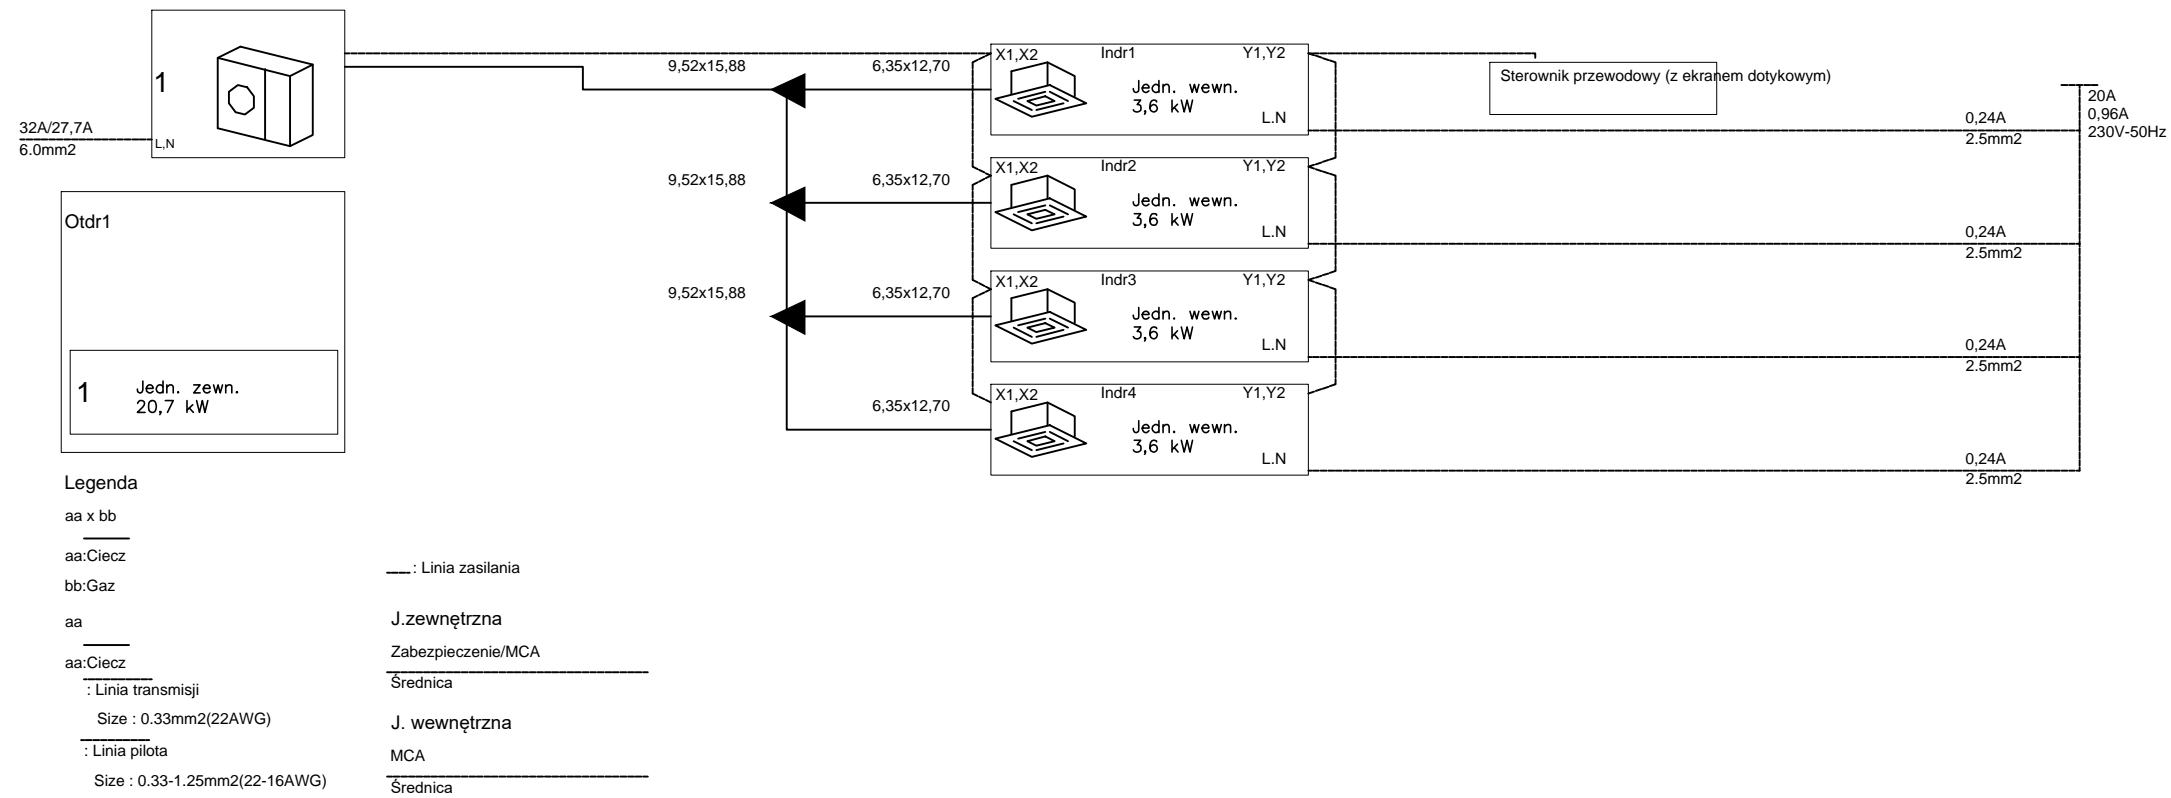 1
32A/27,7A
L,N
6.0mm2
9,52x15,88
6,35x12,70
X1,X2
Indr1
Y1,Y2
Jedn. wewn.
3,6 kW
L.N
Sterownik przewodowy (z ekranem dotykowym)
20A
0,96A
230V-50Hz
0,24A
2.5mm2
9,52x15,88
6,35x12,70
X1,X2
Indr2
Y1,Y2
Jedn. wewn.
3,6 kW
L.N
0,24A
2.5mm2
9,52x15,88
6,35x12,70
X1,X2
Indr3
Y1,Y2
Jedn. wewn.
3,6 kW
L.N
0,24A
2.5mm2
6,35x12,70
X1,X2
Indr4
Y1,Y2
Jedn. wewn.
3,6 kW
L.N
0,24A
2.5mm2
Otdr1
1
Jedn. zewn.
20,7 kW
Legenda
aa x bb
aa:Ciecz
bb:Gaz
aa
aa:Ciecz
: Linia transmisji
Size : 0.33mm2(22AWG)
: Linia pilota
Size : 0.33-1.25mm2(22-16AWG)
: Linia zasilania
J.zewnętrzna
Zabezpieczenie/MCA
Średnica
J. wewnętrzna
MCA
Średnica